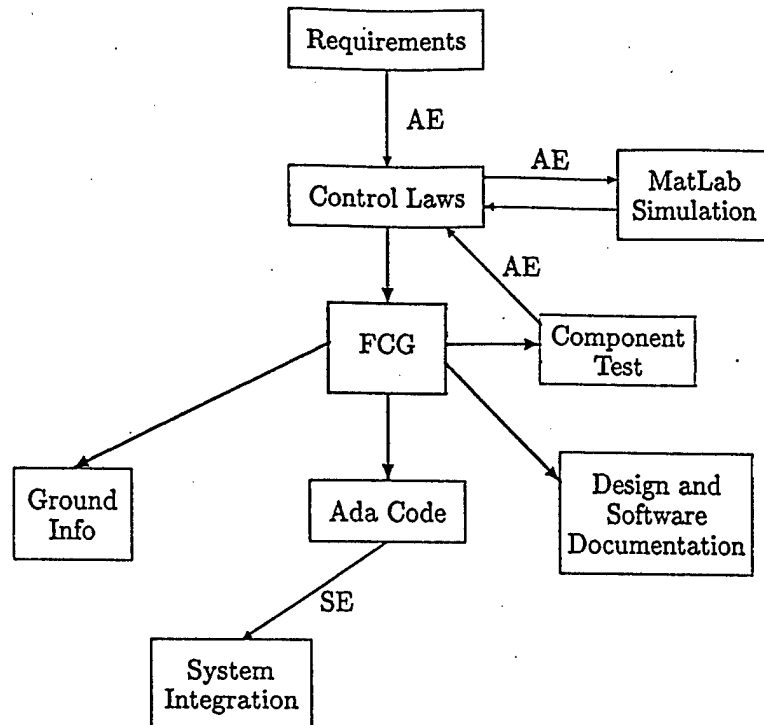 Requirements
AE
AE
Control Laws
MatLab
Simulation
AE
FCG
Component
Test
Ground
Info
Ada Code
Design and
Software
Documentation
SE
System
Integration